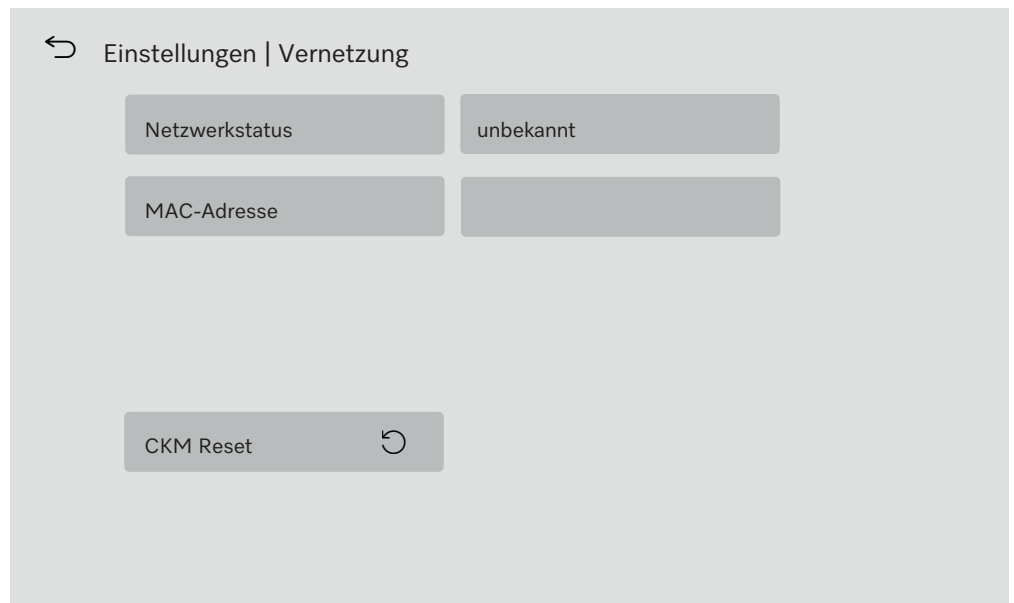 Einstellungen | Vernetzung
Netzwerkstatus unbekannt
MAC-Adresse
CKM Reset